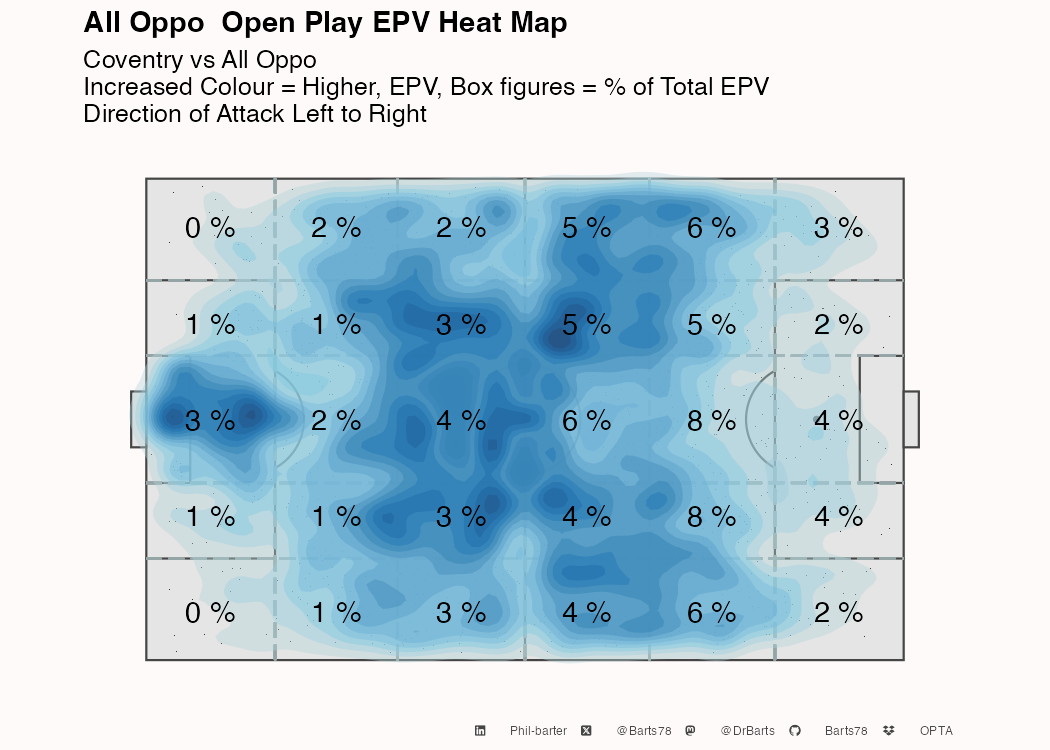 All Oppo  Open Play EPV Heat Map
Coventry vs All Oppo
Increased Colour = Higher, EPV, Box figures = % of Total EPV
Direction of Attack Left to Right
0 % 2 % 2 % 5 % 6 % 3 %
1 % 1 % 3 % 5 % 5 % 2 %
3 % 2 % 4 % 6 % 8 % 4 %
1 % 1 % 3 % 4 % 8 % 4 %
0 % 1 % 3 % 4 % 6 % 2 %
Phil-barter @Barts78 @DrBarts Barts78 OPTA